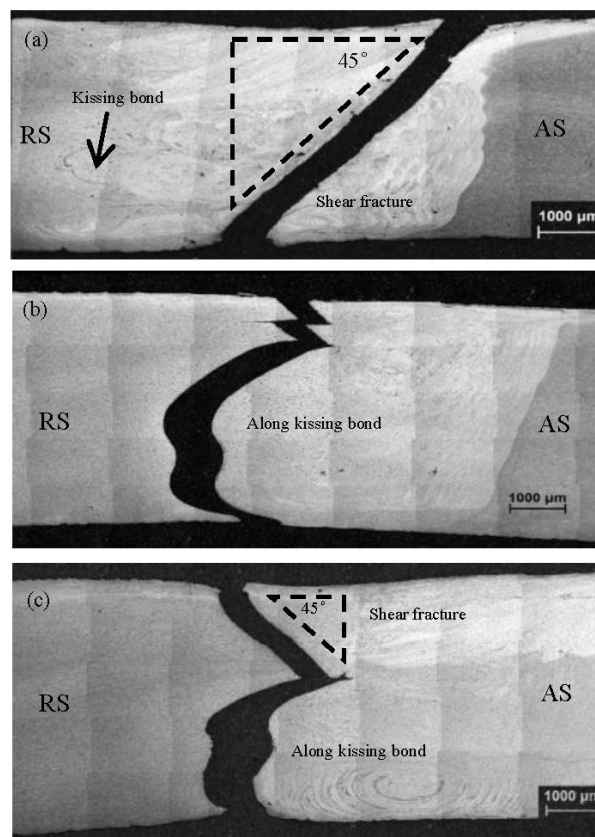 (a)
45°
Kissing bond
RS
AS
Shear fracture
1000 µm
(b)
RS
Along kissing bond
AS
1000 µm
(c)
45°
Shear fracture
RS
AS
Along kissing bond
1000 µm